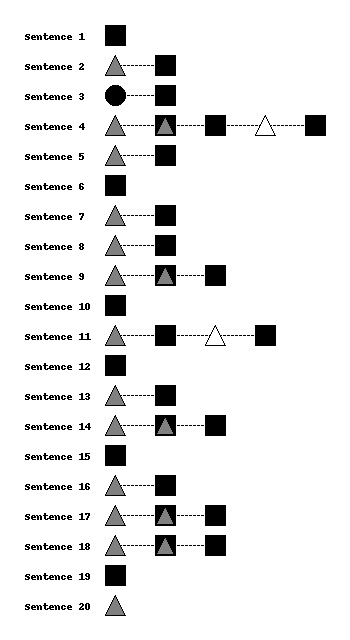 Sentence 1
Sentence 2
Sentence 3
Sentence 4
Sentence 5
Sentence 6
Sentence 7
Sentence 8
Sentence 9
Sentence 10
Sentence 11
Sentence 12
Sentence 13
Sentence 14
Sentence 15
Sentence 16
Sentence 17
Sentence 18
Sentence 19
Sentence 20